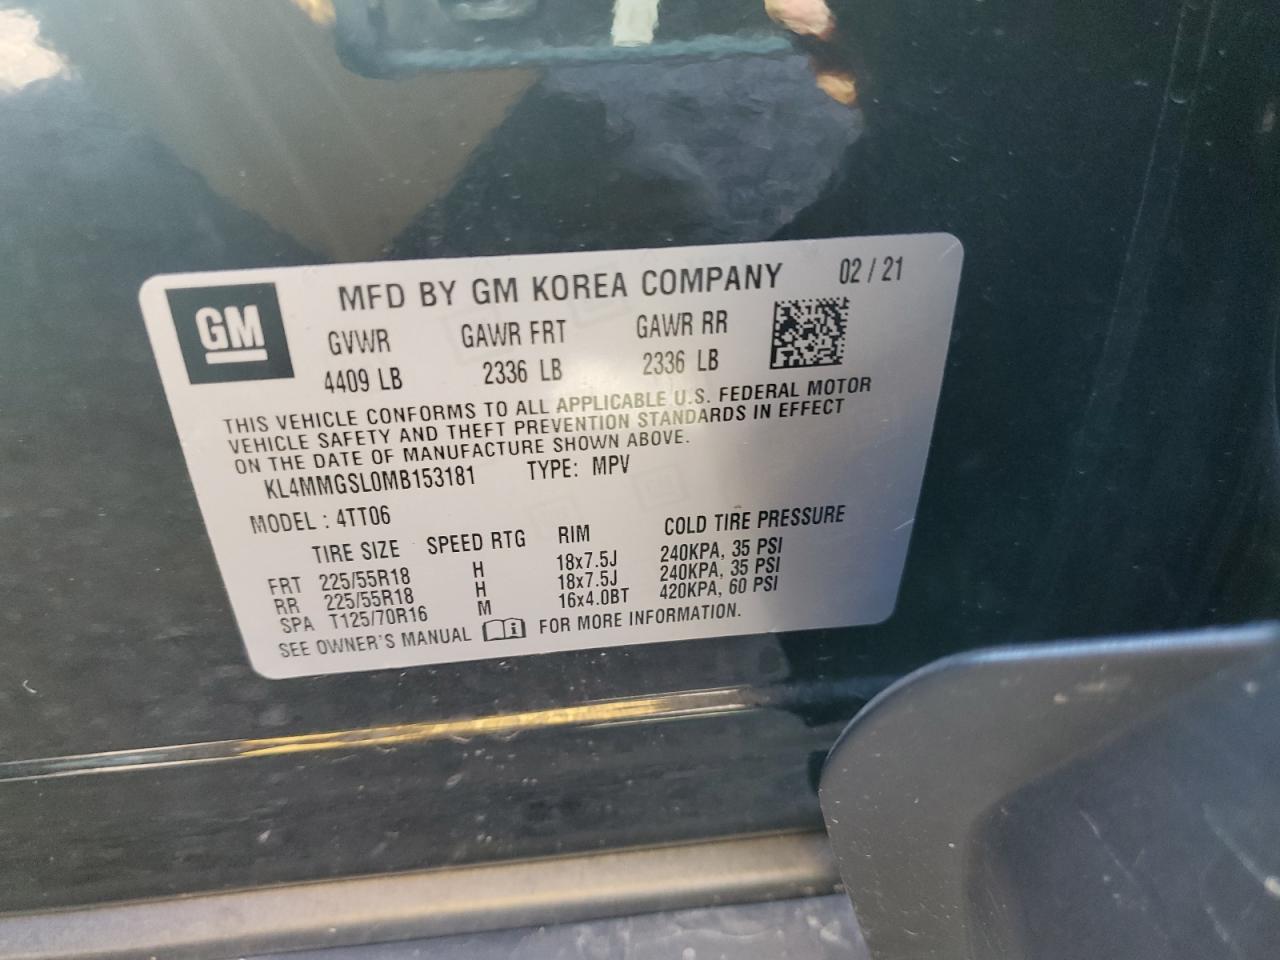 GM
MFD BY GM KOREA COMPANY 02 / 21
GVWR GAWR FRT GAWR RR
4409 LB 2336 LB 2336 LB
THIS VEHICLE CONFORMS TO ALL APPLICABLE U.S. FEDERAL MOTOR
VEHICLE SAFETY AND THEFT PREVENTION STANDARDS IN EFFECT
ON THE DATE OF MANUFACTURE SHOWN ABOVE.
KL4MMGSL0MB153181 TYPE: MPV
MODEL : 4TT06
TIRE SIZE SPEED RTG RIM COLD TIRE PRESSURE
FRT 225/55R18 H 18x7.5J 240KPA, 35 PSI
RR 225/55R18 H 18x7.5J 240KPA, 35 PSI
SPA T125/70R16 M 16x4.0BT 420KPA, 60 PSI
SEE OWNER'S MANUAL FOR MORE INFORMATION.